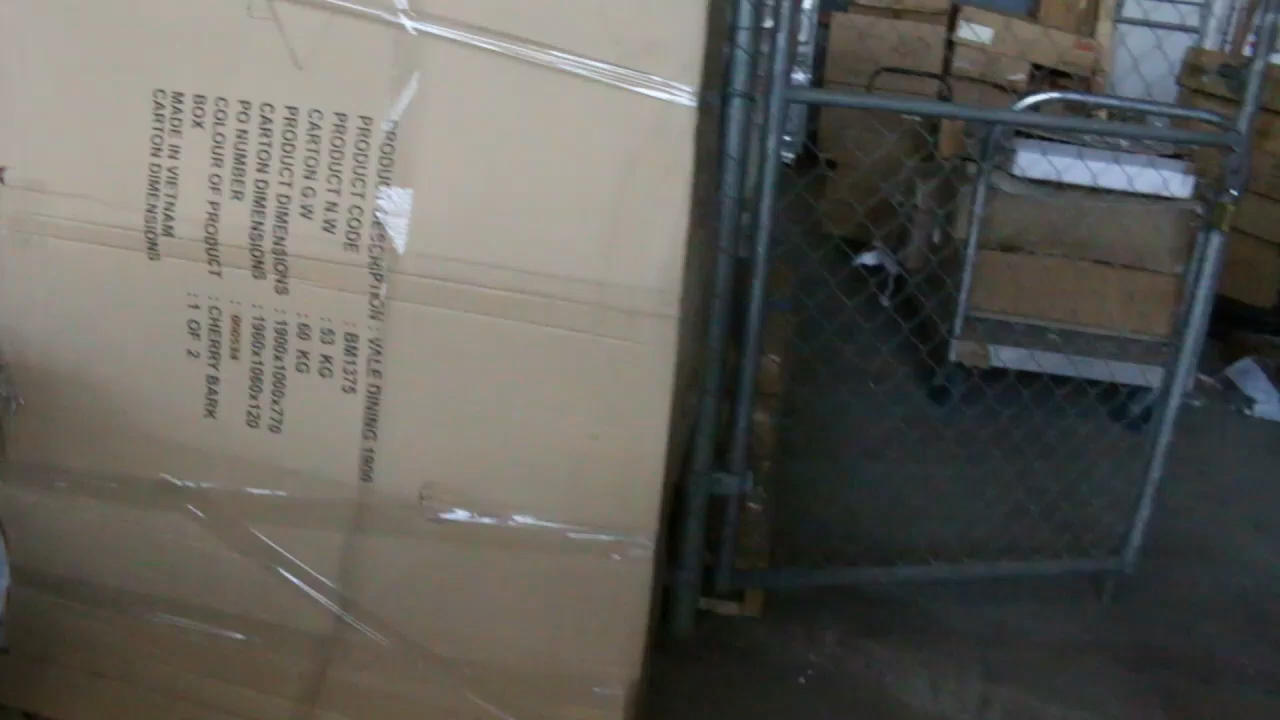 PRODUCT DESCRIPTION : VALE DINING 1900
PRODUCT CODE : BM1375
PRODUCT N.W : 53 KG
CARTON G.W : 60 KG
PRODUCT DIMENSIONS : 1900x1000x770
CARTON DIMENSIONS : 1960x1060x120
PO NRUMBER
COLOUR OF PRODUCT : CHERRY BARK
BOX : 1 OF 2
MADE IN VIETNAM
CARTON DIMENSIONS